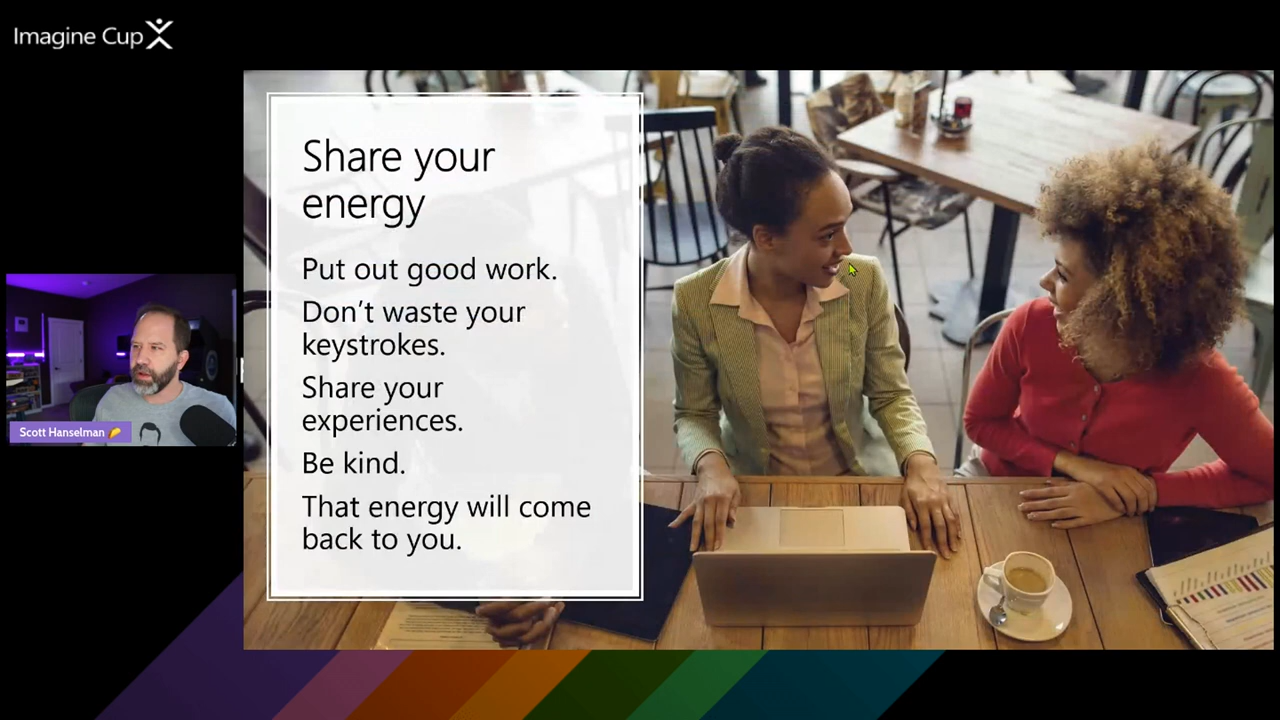 Imagine Cup
Share your
energy
Put out good work.
Don't waste your
keystrokes.
Share your
experiences.
Be kind.
That energy will come
back to you.
Scott Hanselman